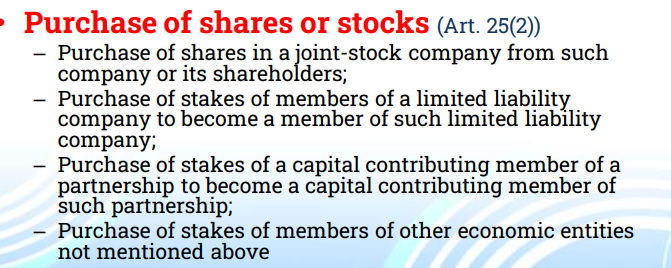 • Purchase of shares or stocks (Art. 25(2))
– Purchase of shares in a joint-stock company from such
company or its shareholders;
– Purchase of stakes of members of a limited liability
company to become a member of such limited liability
company;
– Purchase of stakes of a capital contributing member of a
partnership to become a capital contributing member of
such partnership;
– Purchase of stakes of members of other economic entities
not mentioned above